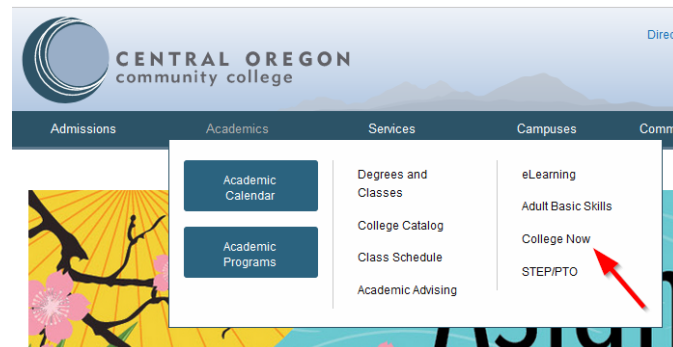 CENTRAL OREGON
community college
Admissions
Academics
Services
Campuses
Academic
Calendar
Academic
Programs
Degrees and
Classes
College Catalog
Class Schedule
Academic Advising
eLearning
Adult Basic Skills
College Now
STEP/PTO